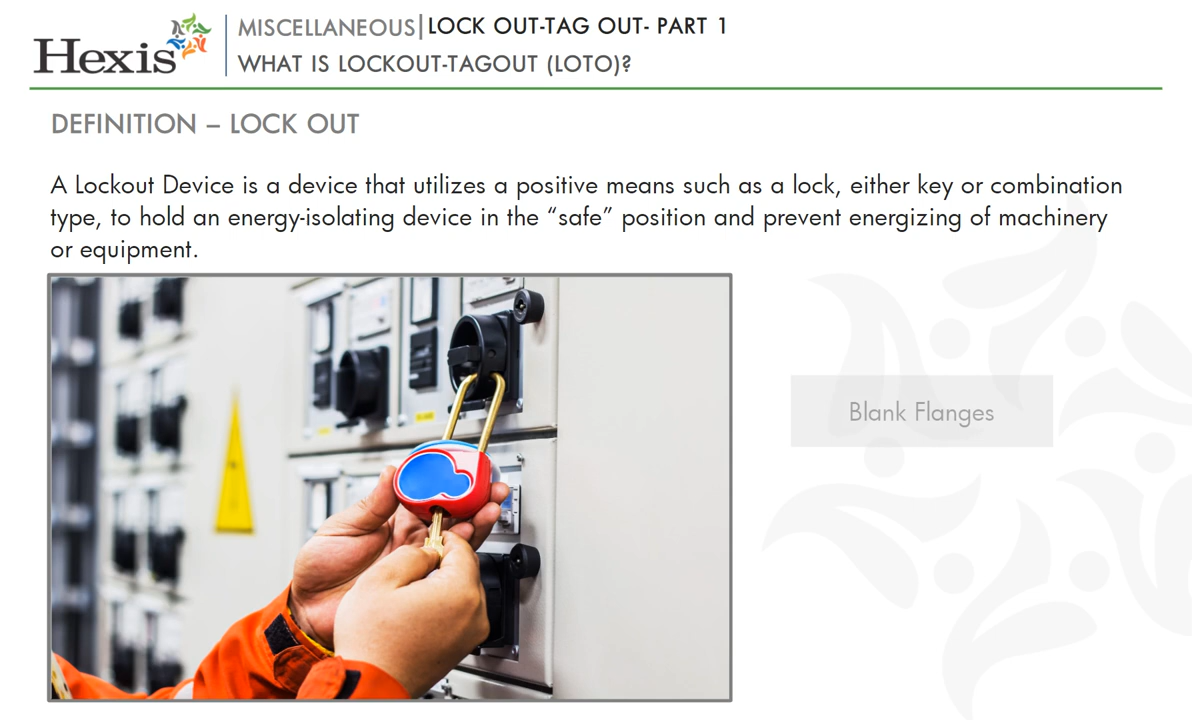 Hexis
MISCELLANEOUS|LOCK OUT-TAG OUT- PART 1
WHAT IS LOCKOUT-TAGOUT (LOTO)?
DEFINITION – LOCK OUT
A Lockout Device is a device that utilizes a positive means such as a lock, either key or combination
type, to hold an energy-isolating device in the “safe” position and prevent energizing of machinery
or equipment.
Blank Flanges